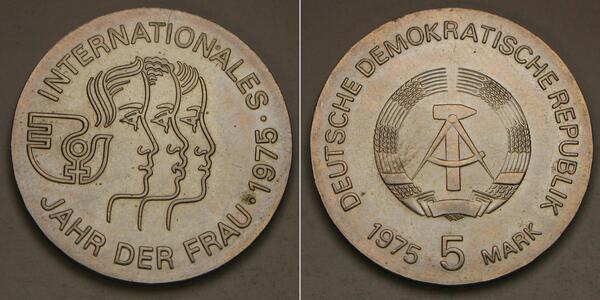 INTERNATIONALES · 1975 ·
JAHR DER FRAU
DEUTSCHE DEMOKRATISCHE REPUBLIK
1975 5 MARK